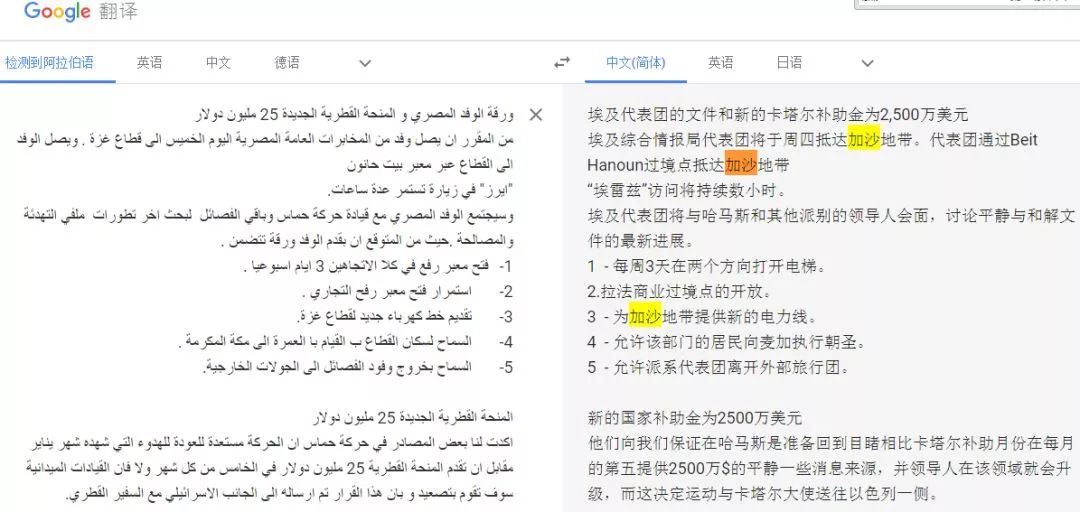 Google 翻译
检测到阿拉伯语 英语 中文 德语 中文(简体) 英语 日语
ورقة الوفد المصري و المنحة القطرية الجديدة 25 مليون دولار
من المقرر ان يصل وفد من المخابرات العامة المصرية اليوم الخميس الى قطاع غزة . ويصل الوفد
الى القطاع عبر معبر بيت حانون
"ايرز" في زيارة تستمر عدة ساعات.
وسيجتمع الوفد المصري مع قيادة حركة حماس وباقي الفصائل لبحث اخر تطورات ملفي التهدئة
والمصالحة .حيث من المتوقع ان بقدم الوفد ورقة تتضمن .
1- فتح معبر رفع في كلا الاتجاهين 3 ايام اسبوعيا .
2- استمرار فتح معبر رفح التجاري .
3- تقديم خط كهرباء جديد لقطاع غزة.
4- السماح لسكان القطاع ب القيام با العمرة الى مكة المكرمة .
5- السماح بخروج وفود الفصائل الى الجولات الخارجية.
المنحة القطرية الجديدة 25 مليون دولار
اكدت لنا بعض المصادر في حركة حماس ان الحركة مستعدة للعودة للهدوء التي شهده شهر يناير
مقابل ان تقدم المنحة القطرية 25 مليون دولار في الخامس من كل شهر ولا فان القيادات الميدانية
سوف تقوم بتصعيد و بان هذا القرار تم ارساله الى الجانب الاسرائيلي مع السفير القطري.
埃及代表团的文件和新的卡塔尔补助金为2,500万美元
埃及综合情报局代表团将于周四抵达加沙地带。代表团通过Beit
Hanoun过境点抵达加沙地带
“埃雷兹”访问将持续数小时。
埃及代表团将与哈马斯和其他派别的领导人会面，讨论平静与和解文
件的最新进展。
1 - 每周3天在两个方向打开电梯。
2.拉法商业过境点的开放。
3 - 为加沙地带提供新的电力线。
4 - 允许该部门的居民向麦加执行朝圣。
5 - 允许派系代表团离开外部旅行团。
新的国家补助金为2500万美元
他们向我们保证在哈马斯是准备回到目睹相比卡塔尔补助月份在每月
的第五提供2500万$的平静一些消息来源，并领导人在该领域就会升
级，而这决定运动与卡塔尔大使送往以色列一侧。